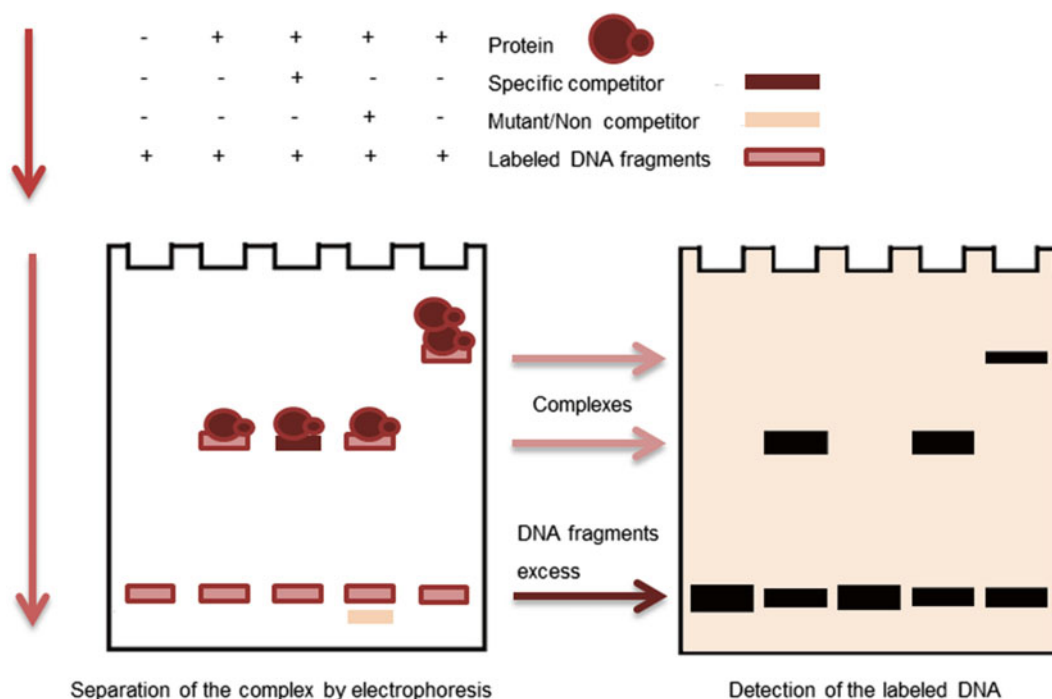 - + + + + Protein
- - + - - Specific competitor
- - - + - Mutant/Non competitor
+ + + + + Labeled DNA fragments
Complexes
DNA fragments
excess
Separation of the complex by electrophoresis
Detection of the labeled DNA